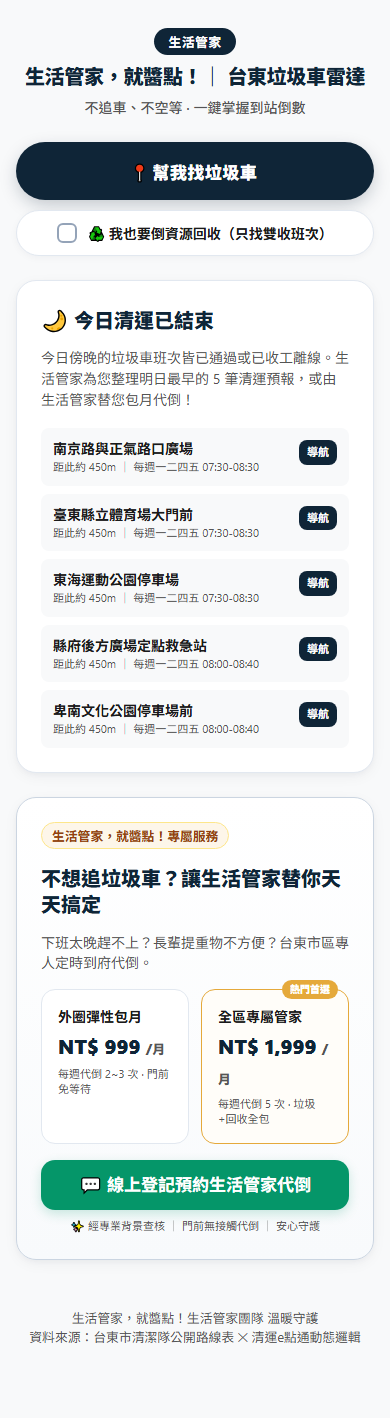 生活管家
生活管家，就醬點！｜ 台東垃圾車雷達
不追車、不空等 · 一鍵掌握到站倒數
📍 幫我找垃圾車
♻️ 我也要倒資源回收（只找雙收班次）
🌙 今日清運已結束
今日傍晚的垃圾車班次皆已通過或已收工離線。生
活管家為您整理明日最早的 5 筆清運預報，或由
生活管家替您包月代倒！
南京路與正氣路口廣場
導航
距此約 450m ｜ 每週一二四五 07:30-08:30
臺東縣立體育場大門前
導航
距此約 450m ｜ 每週一二四五 07:30-08:30
東海運動公園停車場
導航
距此約 450m ｜ 每週一二四五 07:30-08:30
縣府後方廣場定點救急站
導航
距此約 450m ｜ 每週一二四五 08:00-08:40
卑南文化公園停車場前
導航
距此約 450m ｜ 每週一二四五 08:00-08:40
生活管家，就醬點！專屬服務
不想追垃圾車？讓生活管家替你天
天搞定
下班太晚趕不上？長輩提重物不方便？台東市區專
人定時到府代倒。
外圈彈性包月
NT$ 999 /月
每週代倒 2~3 次 · 門前
免等待
熱門首選
全區專屬管家
NT$ 1,999 /
月
每週代倒 5 次 · 垃圾
+回收全包
💬 線上登記預約生活管家代倒
✨ 經專業背景查核 ｜ 門前無接觸代倒 ｜ 安心守護
生活管家，就醬點！生活管家團隊 溫暖守護
資料來源：台東市清潔隊公開路線表 × 清運e點通動態邏輯